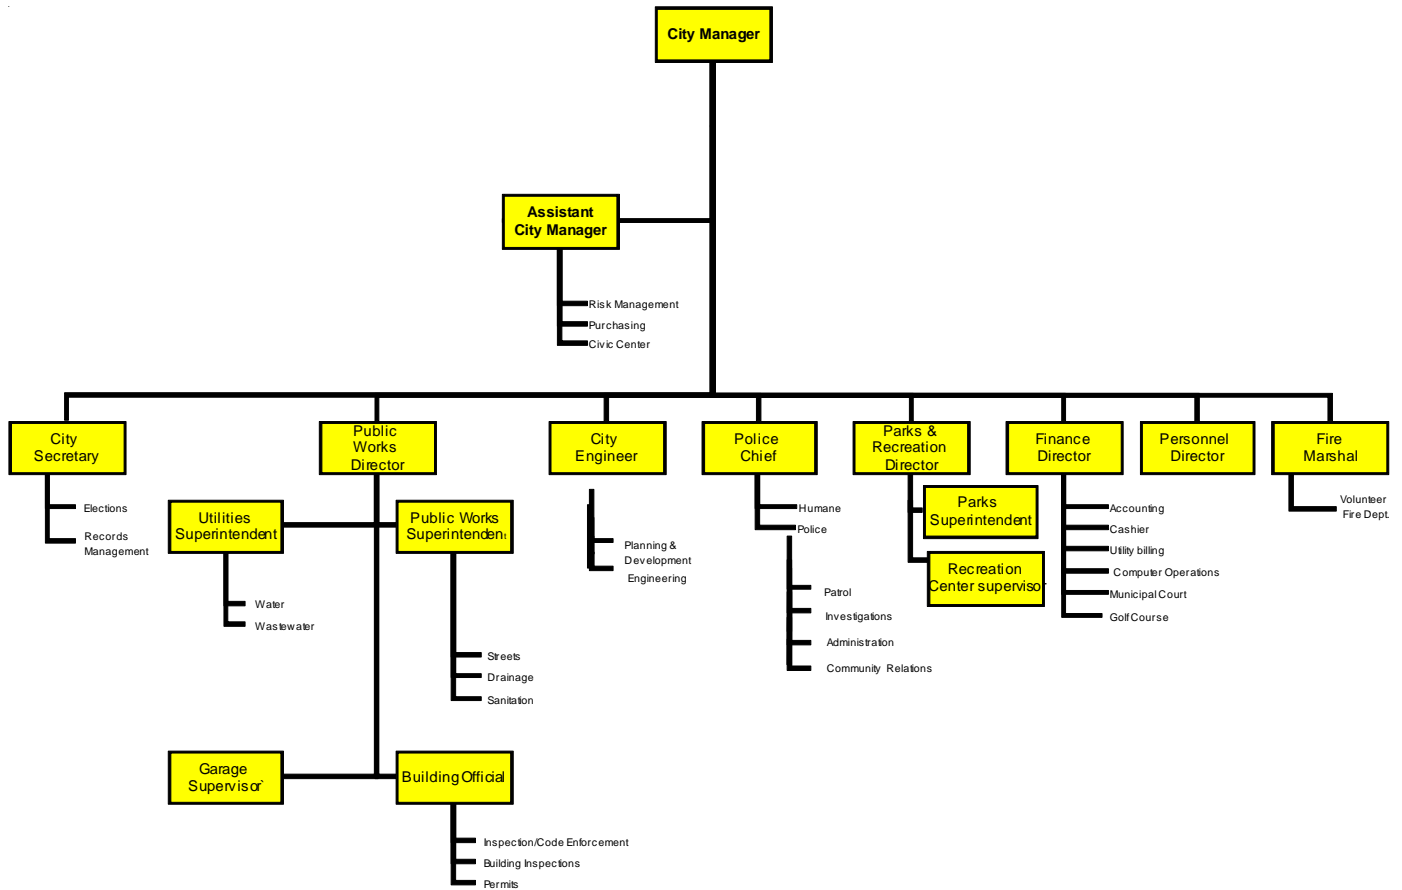 City Manager
Assistant
City Manager
Risk Management
Purchasing
Civic Center
City
Secretary
Public
Works
Director
City
Engineer
Police
Chief
Parks &
Recreation
Director
Finance
Director
Personnel
Director
Fire
Marshal
Elections
Records
Management
Utilities
Superintendent
Public Works
Superintendent
Water
Wastewater
Streets
Drainage
Sanitation
Garage
Supervisor`
Building Official
Inspection/Code Enforcement
Building Inspections
Permits
Planning &
Development
Engineering
Humane
Police
Patrol
Investigations
Administration
Community Relations
Parks
Superintendent
Recreation
Center supervisor
Accounting
Cashier
Utility billing
Computer Operations
Municipal Court
Golf Course
Volunteer
Fire Dept.